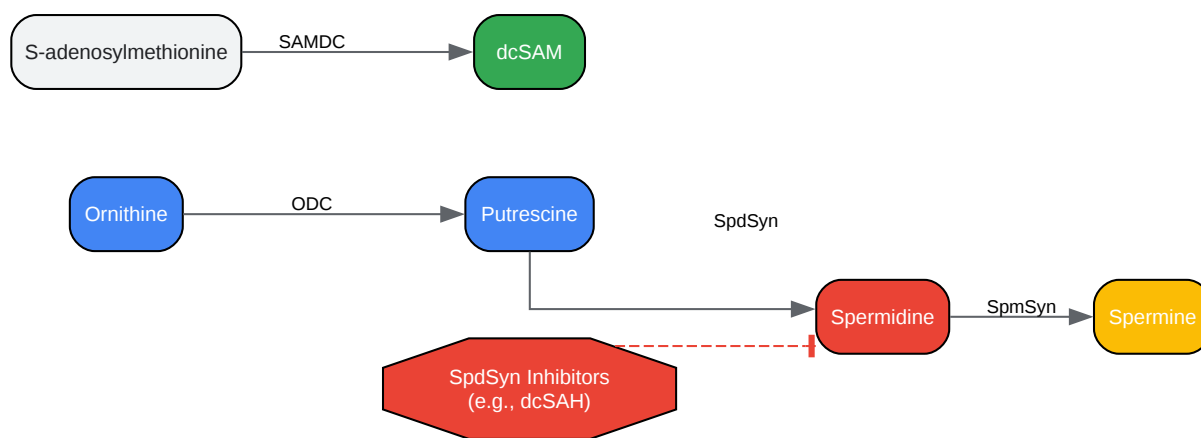 S-adenosylmethionine
SAMDC
dcSAM
Ornithine
ODC
Putrescine
SpdSyn
Spermidine
SpmSyn
Spermine
SpdSyn Inhibitors
(e.g., dcSAH)